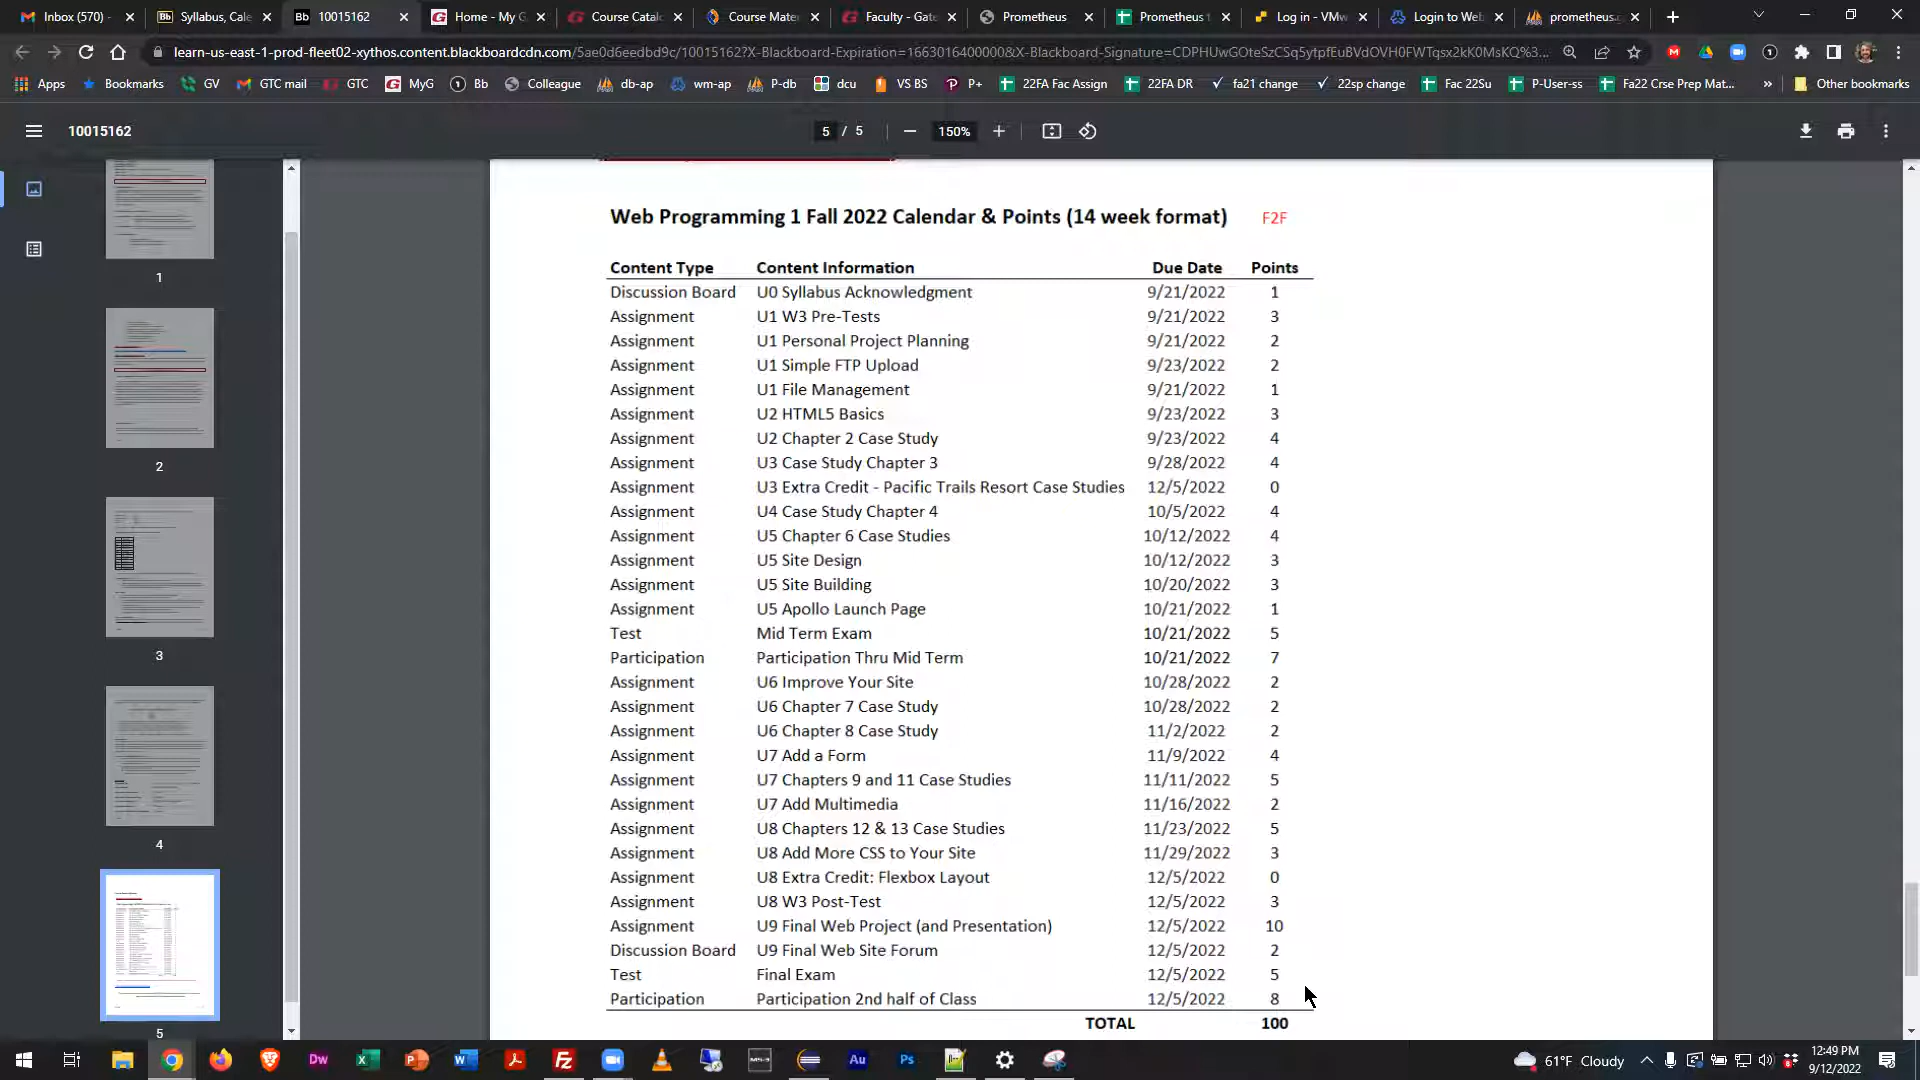 Inbox (570) -
Syllabus, Cale
10015162
Home - My G
Course Catal
Course Mater
Faculty - Gate
Prometheus
Prometheus t
Log in - VMw
Login to Web
prometheus.g
learn-us-east-1-prod-fleet02-xythos.content.blackboardcdn.com/5ae0d6eedbd9c/10015162?X-Blackboard-Expiration=1663016400000&X-Blackboard-Signature=CDPHUwGOteSzCSq5ytpfEuBVdOVH0FWTqsx2kK0MsKQ%3...
Apps
Bookmarks
GV
GTC mail
GTC
MyG
Bb
Colleague
db-ap
wm-ap
P-db
dcu
VS BS
P+
22FA Fac Assign
22FA DR
fa21 change
22sp change
Fac 22Su
P-User-ss
Fa22 Crse Prep Mat...
»
Other bookmarks
10015162
5 / 5
150%
1
2
3
4
5
Web Programming 1 Fall 2022 Calendar & Points (14 week format) F2F
Content Type Content Information Due Date Points
Discussion Board U0 Syllabus Acknowledgment 9/21/2022 1
Assignment U1 W3 Pre-Tests 9/21/2022 3
Assignment U1 Personal Project Planning 9/21/2022 2
Assignment U1 Simple FTP Upload 9/23/2022 2
Assignment U1 File Management 9/21/2022 1
Assignment U2 HTML5 Basics 9/23/2022 3
Assignment U2 Chapter 2 Case Study 9/23/2022 4
Assignment U3 Case Study Chapter 3 9/28/2022 4
Assignment U3 Extra Credit - Pacific Trails Resort Case Studies 12/5/2022 0
Assignment U4 Case Study Chapter 4 10/5/2022 4
Assignment U5 Chapter 6 Case Studies 10/12/2022 4
Assignment U5 Site Design 10/12/2022 3
Assignment U5 Site Building 10/20/2022 3
Assignment U5 Apollo Launch Page 10/21/2022 1
Test Mid Term Exam 10/21/2022 5
Participation Participation Thru Mid Term 10/21/2022 7
Assignment U6 Improve Your Site 10/28/2022 2
Assignment U6 Chapter 7 Case Study 10/28/2022 2
Assignment U6 Chapter 8 Case Study 11/2/2022 2
Assignment U7 Add a Form 11/9/2022 4
Assignment U7 Chapters 9 and 11 Case Studies 11/11/2022 5
Assignment U7 Add Multimedia 11/16/2022 2
Assignment U8 Chapters 12 & 13 Case Studies 11/23/2022 5
Assignment U8 Add More CSS to Your Site 11/29/2022 3
Assignment U8 Extra Credit: Flexbox Layout 12/5/2022 0
Assignment U8 W3 Post-Test 12/5/2022 3
Assignment U9 Final Web Project (and Presentation) 12/5/2022 10
Discussion Board U9 Final Web Site Forum 12/5/2022 2
Test Final Exam 12/5/2022 5
Participation Participation 2nd half of Class 12/5/2022 8
TOTAL 100
61°F Cloudy
12:49 PM
9/12/2022